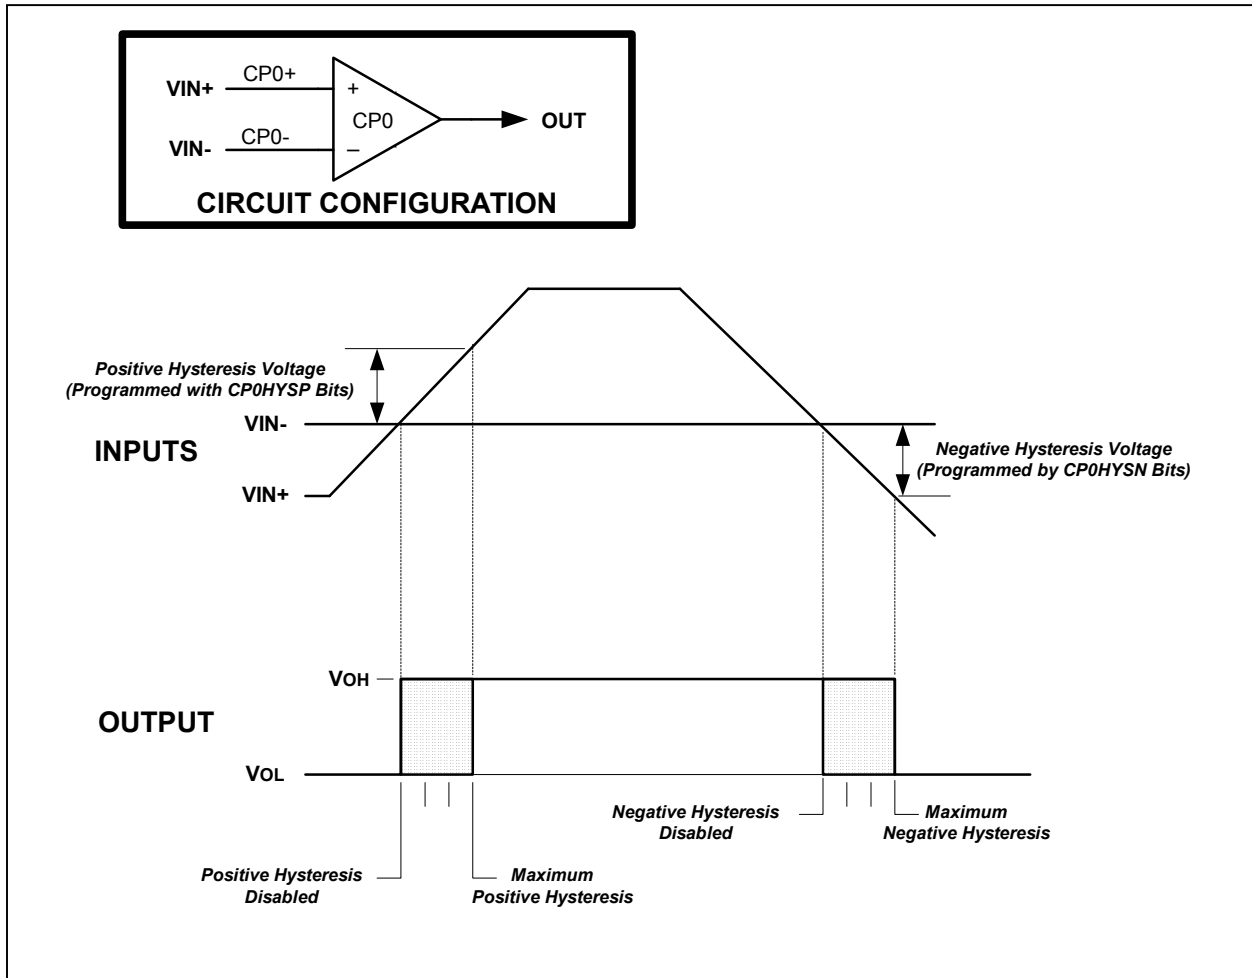 VIN+
CP0+
+
CP0
OUT
VIN-
CP0-
–
CIRCUIT CONFIGURATION
Positive Hysteresis Voltage
(Programmed with CP0HYSP Bits)
VIN-
INPUTS
VIN+
Negative Hysteresis Voltage
(Programmed by CP0HYSN Bits)
VOH
OUTPUT
VOL
Negative Hysteresis
Disabled
Maximum
Negative Hysteresis
Positive Hysteresis
Disabled
Maximum
Positive Hysteresis